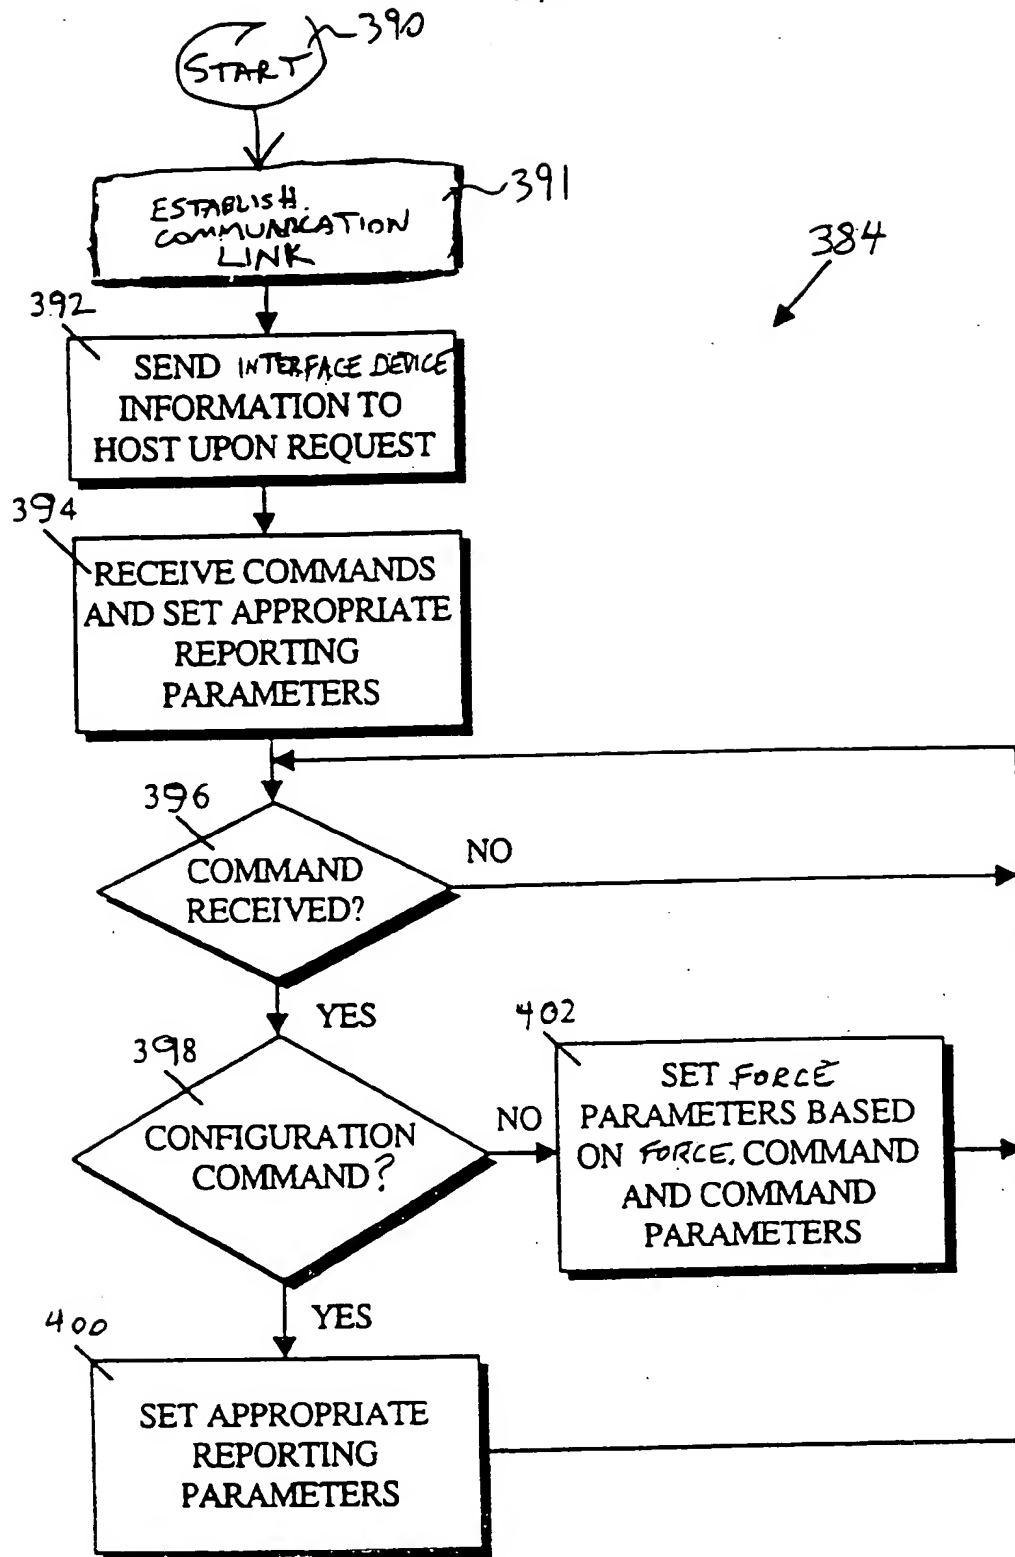 390
START
391
ESTABLISH.
COMMUNICATION
LINK
384
392
SEND INTERFACE DEVICE
INFORMATION TO
HOST UPON REQUEST
394
RECEIVE COMMANDS
AND SET APPROPRIATE
REPORTING
PARAMETERS
396
COMMAND
RECEIVED?
NO
YES
398
CONFIGURATION
COMMAND?
NO
402
SET FORCE
PARAMETERS BASED
ON FORCE. COMMAND
AND COMMAND
PARAMETERS
YES
400
SET APPROPRIATE
REPORTING
PARAMETERS